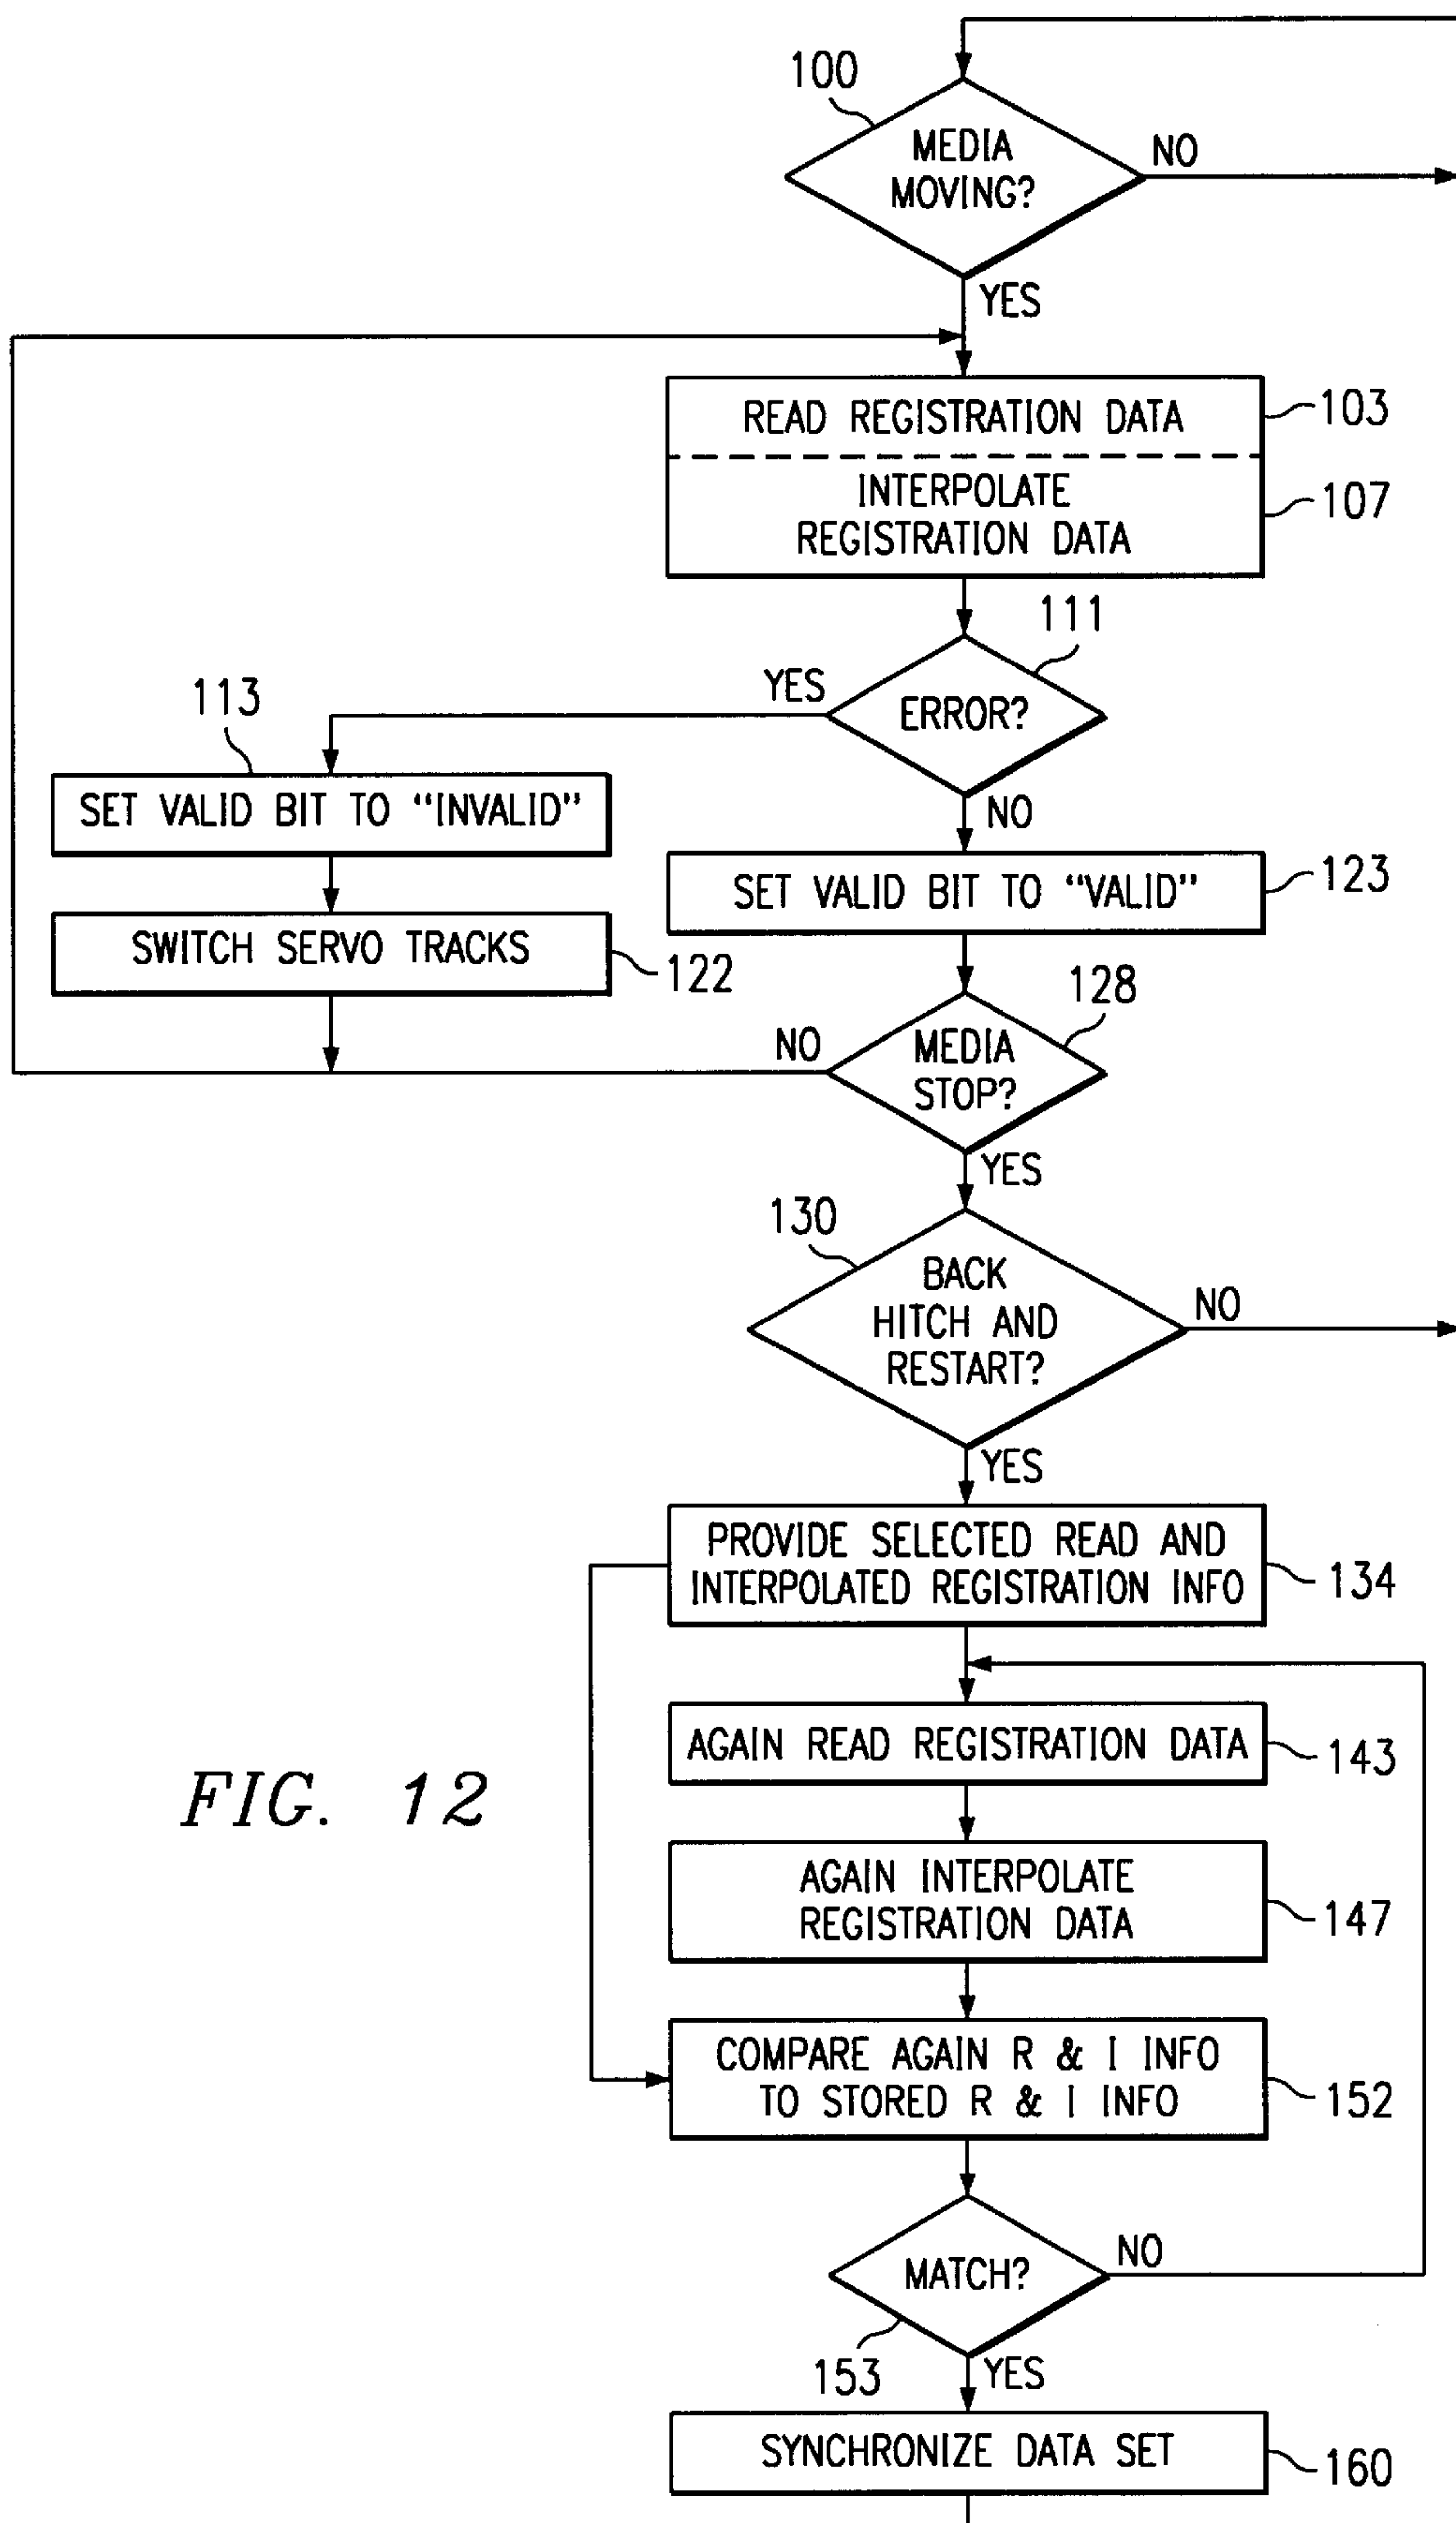 100
MEDIA
MOVING?
NO
YES
READ REGISTRATION DATA
103
INTERPOLATE
REGISTRATION DATA
107
111
YES
ERROR?
113
SET VALID BIT TO “INVALID”
NO
SET VALID BIT TO “VALID”
123
SWITCH SERVO TRACKS
122
128
NO
MEDIA
STOP?
YES
130
BACK
HITCH AND
RESTART?
NO
YES
PROVIDE SELECTED READ AND
INTERPOLATED REGISTRATION INFO
134
AGAIN READ REGISTRATION DATA
143
FIG. 12
AGAIN INTERPOLATE
REGISTRATION DATA
147
COMPARE AGAIN R & I INFO
TO STORED R & I INFO
152
MATCH?
NO
153
YES
SYNCHRONIZE DATA SET
160